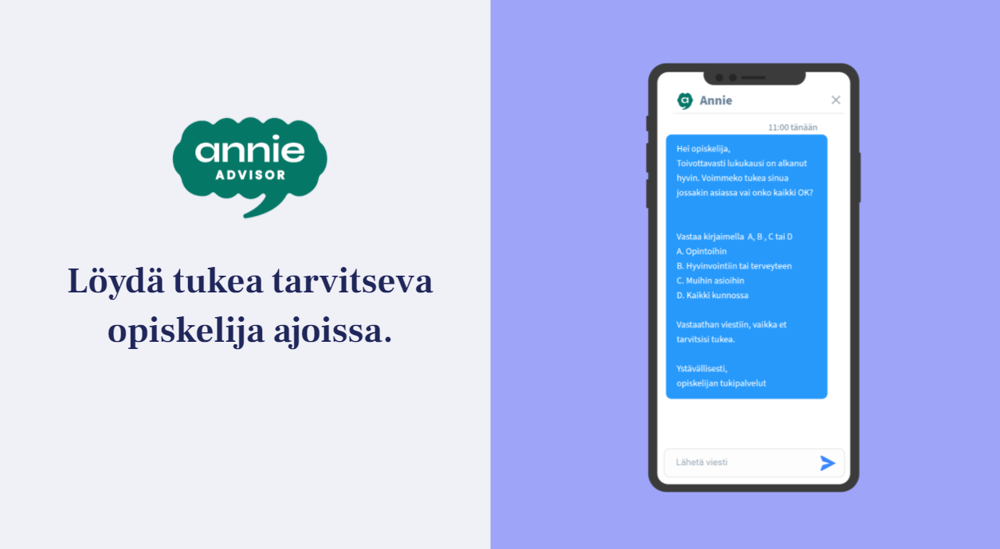 annie
ADVISOR
Löydä tukea tarvitseva
opiskelija ajoissa.
a
Annie
11:00 tänään
Hei opiskelija,
Toivottavasti lukukausi on alkanut
hyvin. Voimmeko tukea sinua
jossakin asiassa vai onko kaikki OK?
Vastaa kirjaimella  A, B , C tai D
A. Opintoihin
B. Hyvinvointiin tai terveyteen
C. Muihin asioihin
D. Kaikki kunnossa
Vastaathan viestiin, vaikka et
tarvitsisi tukea.
Ystävällisesti,
opiskelijan tukipalvelut
Lähetä viesti